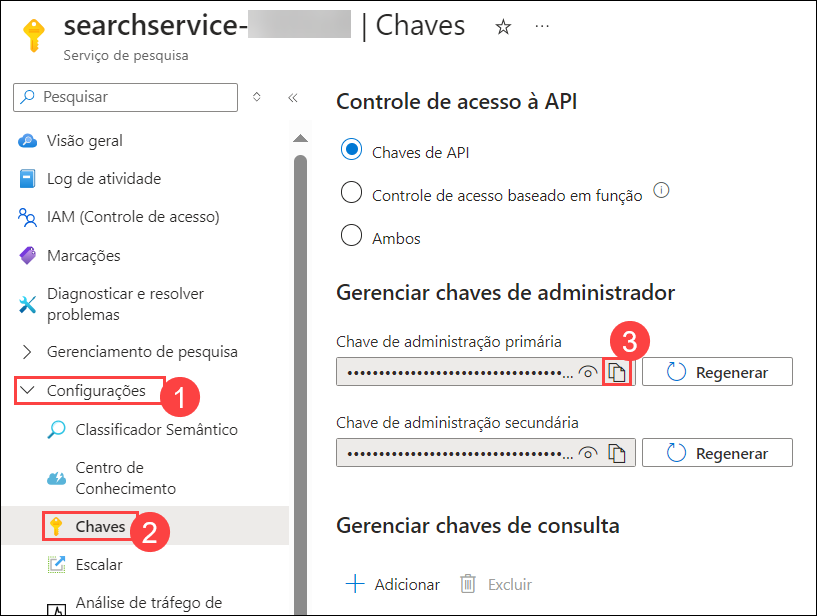 searchservice- | Chaves
Serviço de pesquisa
Pesquisar
Visão geral
Log de atividade
IAM (Controle de acesso)
Marcações
Diagnosticar e resolver
problemas
Gerenciamento de pesquisa
Configurações
1
Classificador Semântico
Centro de
Conhecimento
Chaves
2
Escalar
Análise de tráfego de
Controle de acesso à API
Chaves de API
Controle de acesso baseado em função
Ambos
Gerenciar chaves de administrador
Chave de administração primária
3
Regenerar
Chave de administração secundária
Regenerar
Gerenciar chaves de consulta
Adicionar
Excluir